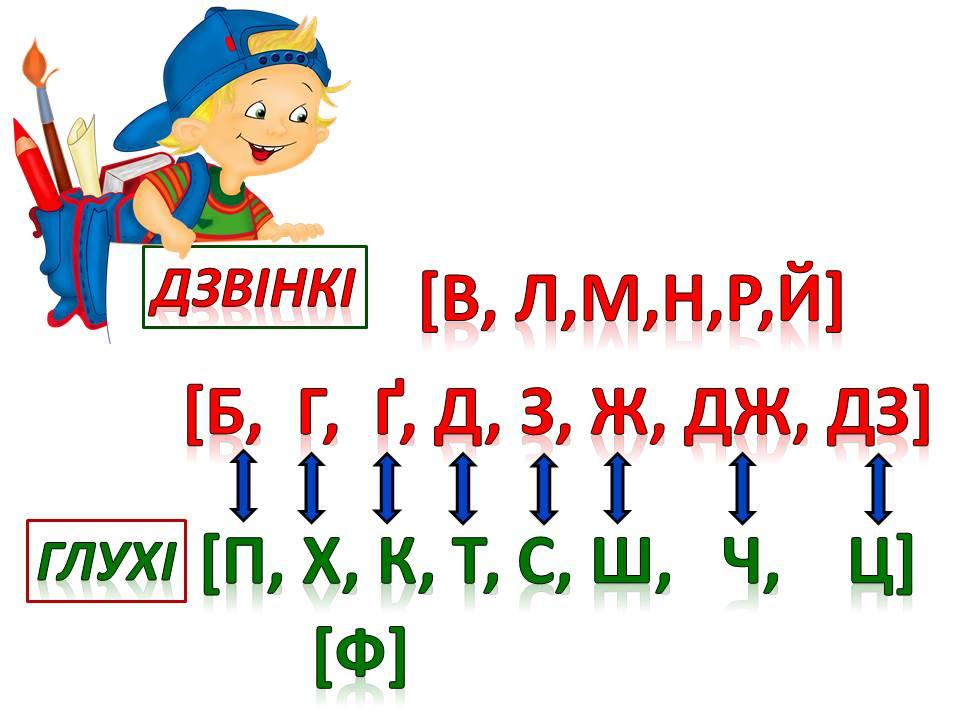 ДЗВІНКІ [В, Л,М,Н,Р,Й]
[Б, Г, Ґ, Д, З, Ж, ДЖ, ДЗ]
ГЛУХІ [П, Х, К, Т, С, Ш, Ч, Ц]
[Ф]